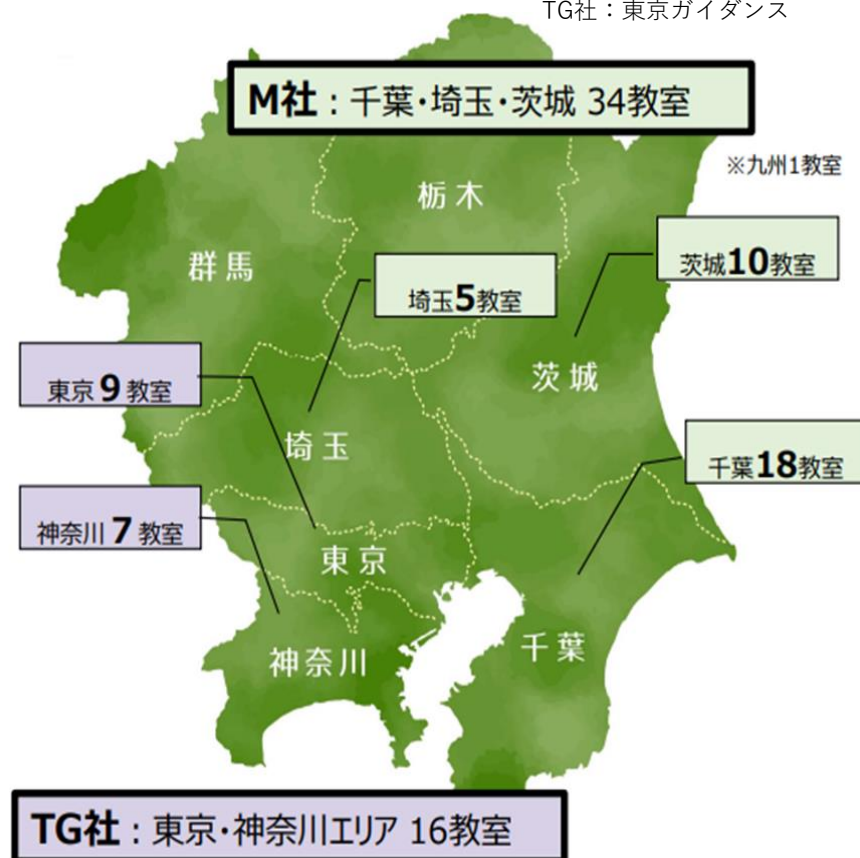 TG社：東京ガイダンス
M社：千葉・埼玉・茨城 34教室
※九州1教室
栃木
茨城10教室
群馬
埼玉5教室
東京 9 教室
茨城
埼玉
千葉18教室
神奈川 7 教室
東京
千葉
神奈川
TG社：東京・神奈川エリア 16教室